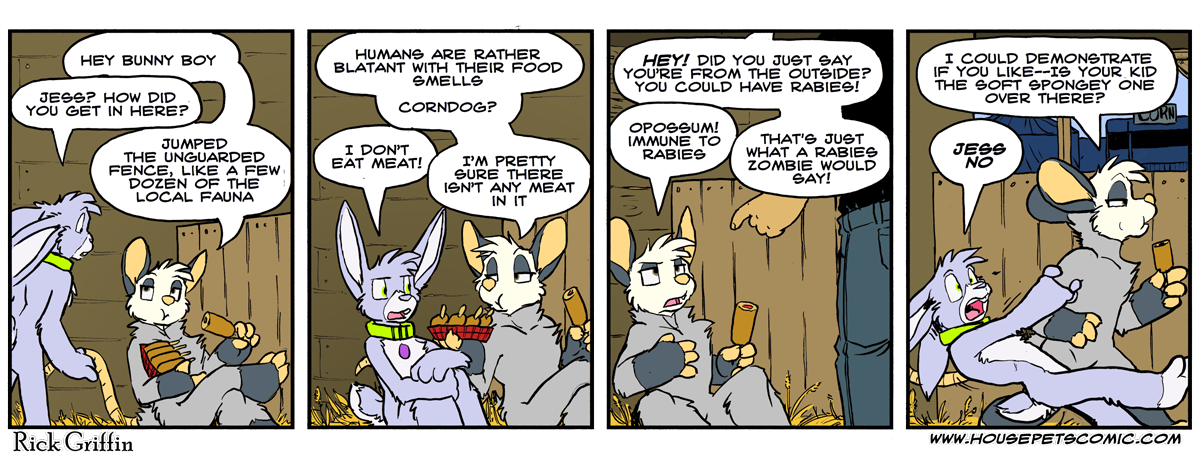 HEY BUNNY BOY
JESS? HOW DID
YOU GET IN HERE?
JUMPED
THE UNGUARDED
FENCE, LIKE A FEW
DOZEN OF THE
LOCAL FAUNA
HUMANS ARE RATHER
BLATANT WITH THEIR FOOD
SMELLS
CORNDOG?
I DON'T
EAT MEAT!
I'M PRETTY
SURE THERE
ISN'T ANY MEAT
IN IT
HEY! DID YOU JUST SAY
YOU'RE FROM THE OUTSIDE?
YOU COULD HAVE RABIES!
OPOSSUM!
IMMUNE TO
RABIES
THAT'S JUST
WHAT A RABIES
ZOMBIE WOULD
SAY!
I COULD DEMONSTRATE
IF YOU LIKE--IS YOUR KID
THE SOFT SPONGEY ONE
OVER THERE?
CORN
JESS
NO
Rick Griffin
WWW.HOUSEPETSCOMIC.COM